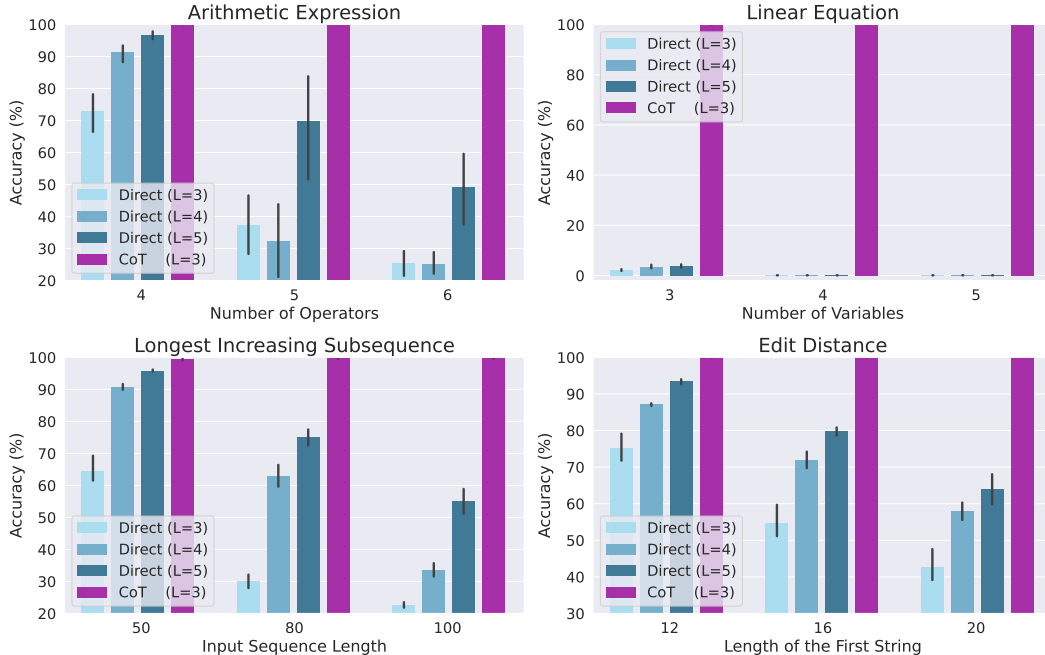 Arithmetic Expression
Accuracy (%)
100
90
80
70
60
50
40
30
20
Direct (L=3)
Direct (L=4)
Direct (L=5)
CoT (L=3)
4 5 6
Number of Operators
Linear Equation
Accuracy (%)
100
80
60
40
20
0
Direct (L=3)
Direct (L=4)
Direct (L=5)
CoT (L=3)
3 4 5
Number of Variables
Longest Increasing Subsequence
Accuracy (%)
100
90
80
70
60
50
40
30
20
Direct (L=3)
Direct (L=4)
Direct (L=5)
CoT (L=3)
50 80 100
Input Sequence Length
Edit Distance
Accuracy (%)
100
90
80
70
60
50
40
30
Direct (L=3)
Direct (L=4)
Direct (L=5)
CoT (L=3)
12 16 20
Length of the First String